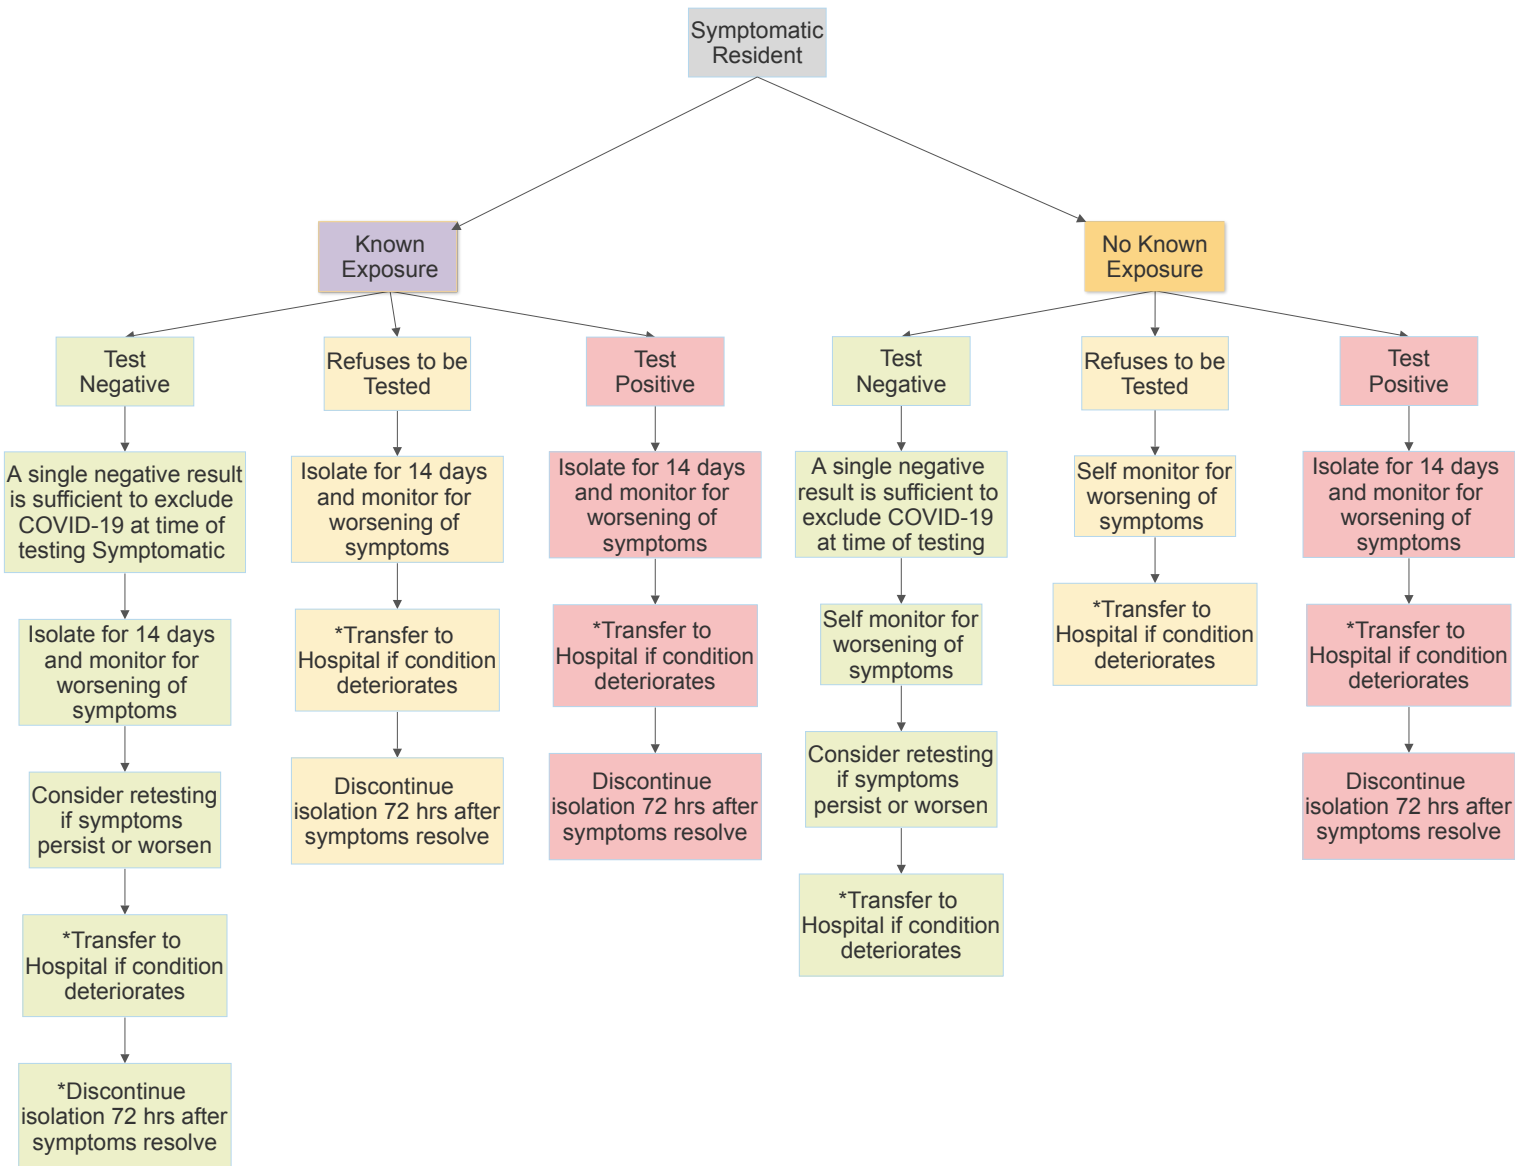 Symptomatic
Resident
Known
Exposure
No Known
Exposure
Test
Negative
Refuses to be
Tested
Test
Positive
Test
Negative
Refuses to be
Tested
Test
Positive
A single negative result
is sufficient to exclude
COVID-19 at time of
testing Symptomatic
Isolate for 14 days
and monitor for
worsening of
symptoms
Consider retesting
if symptoms
persist or worsen
*Transfer to
Hospital if condition
deteriorates
*Discontinue
isolation 72 hrs after
symptoms resolve
Isolate for 14 days
and monitor for
worsening of
symptoms
*Transfer to
Hospital if condition
deteriorates
Discontinue
isolation 72 hrs after
symptoms resolve
Isolate for 14 days
and monitor for
worsening of
symptoms
*Transfer to
Hospital if condition
deteriorates
Discontinue
isolation 72 hrs after
symptoms resolve
A single negative
result is sufficient to
exclude COVID-19
at time of testing
Self monitor for
worsening of
symptoms
Consider retesting
if symptoms
persist or worsen
*Transfer to
Hospital if condition
deteriorates
Self monitor for
worsening of
symptoms
*Transfer to
Hospital if condition
deteriorates
Isolate for 14 days
and monitor for
worsening of
symptoms
*Transfer to
Hospital if condition
deteriorates
Discontinue
isolation 72 hrs after
symptoms resolve